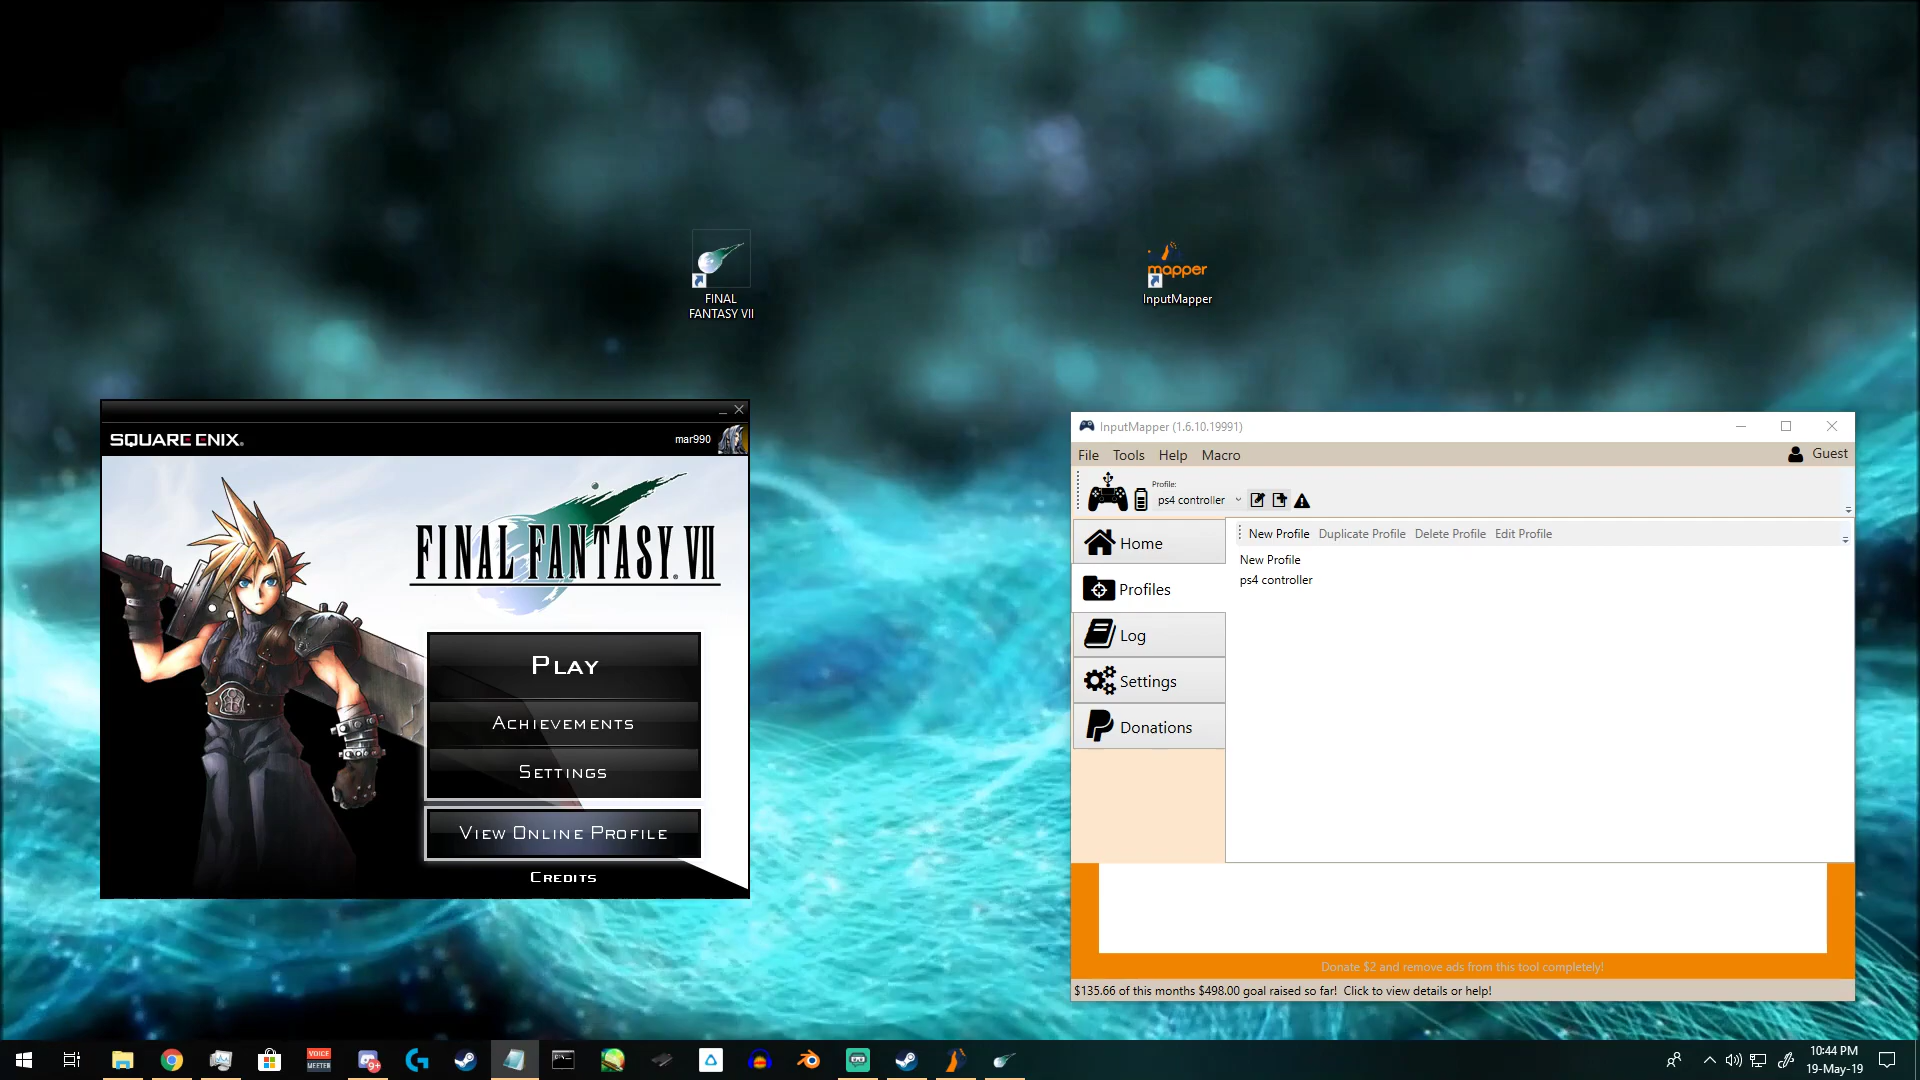 FINAL
FANTASY VII
mapper
InputMapper
SQUARE ENIX.
mar990
FINAL FANTASY. VII
PLAY
ACHIEVEMENTS
SETTINGS
VIEW ONLINE PROFILE
CREDITS
InputMapper (1.6.10.19991)
File Tools Help Macro
Guest
Profile:
ps4 controller
Home
Profiles
Log
Settings
Donations
New Profile Duplicate Profile Delete Profile Edit Profile
New Profile
ps4 controller
Donate $2 and remove ads from this tool completely!
$135.66 of this months $498.00 goal raised so far! Click to view details or help!
VOICE
MEETER
9+
10:44 PM
19-May-19